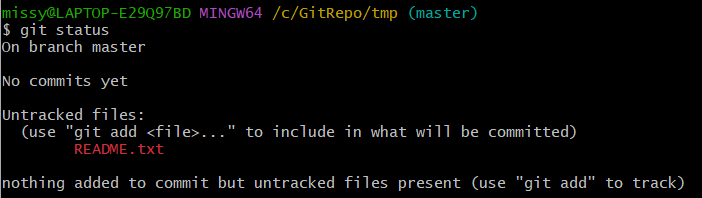 missy@LAPTOP-E29Q97BD MINGW64 /c/GitRepo/tmp (master)
$ git status
On branch master
No commits yet
Untracked files:
(use "git add <file>..." to include in what will be committed)
README.txt
nothing added to commit but untracked files present (use "git add" to track)